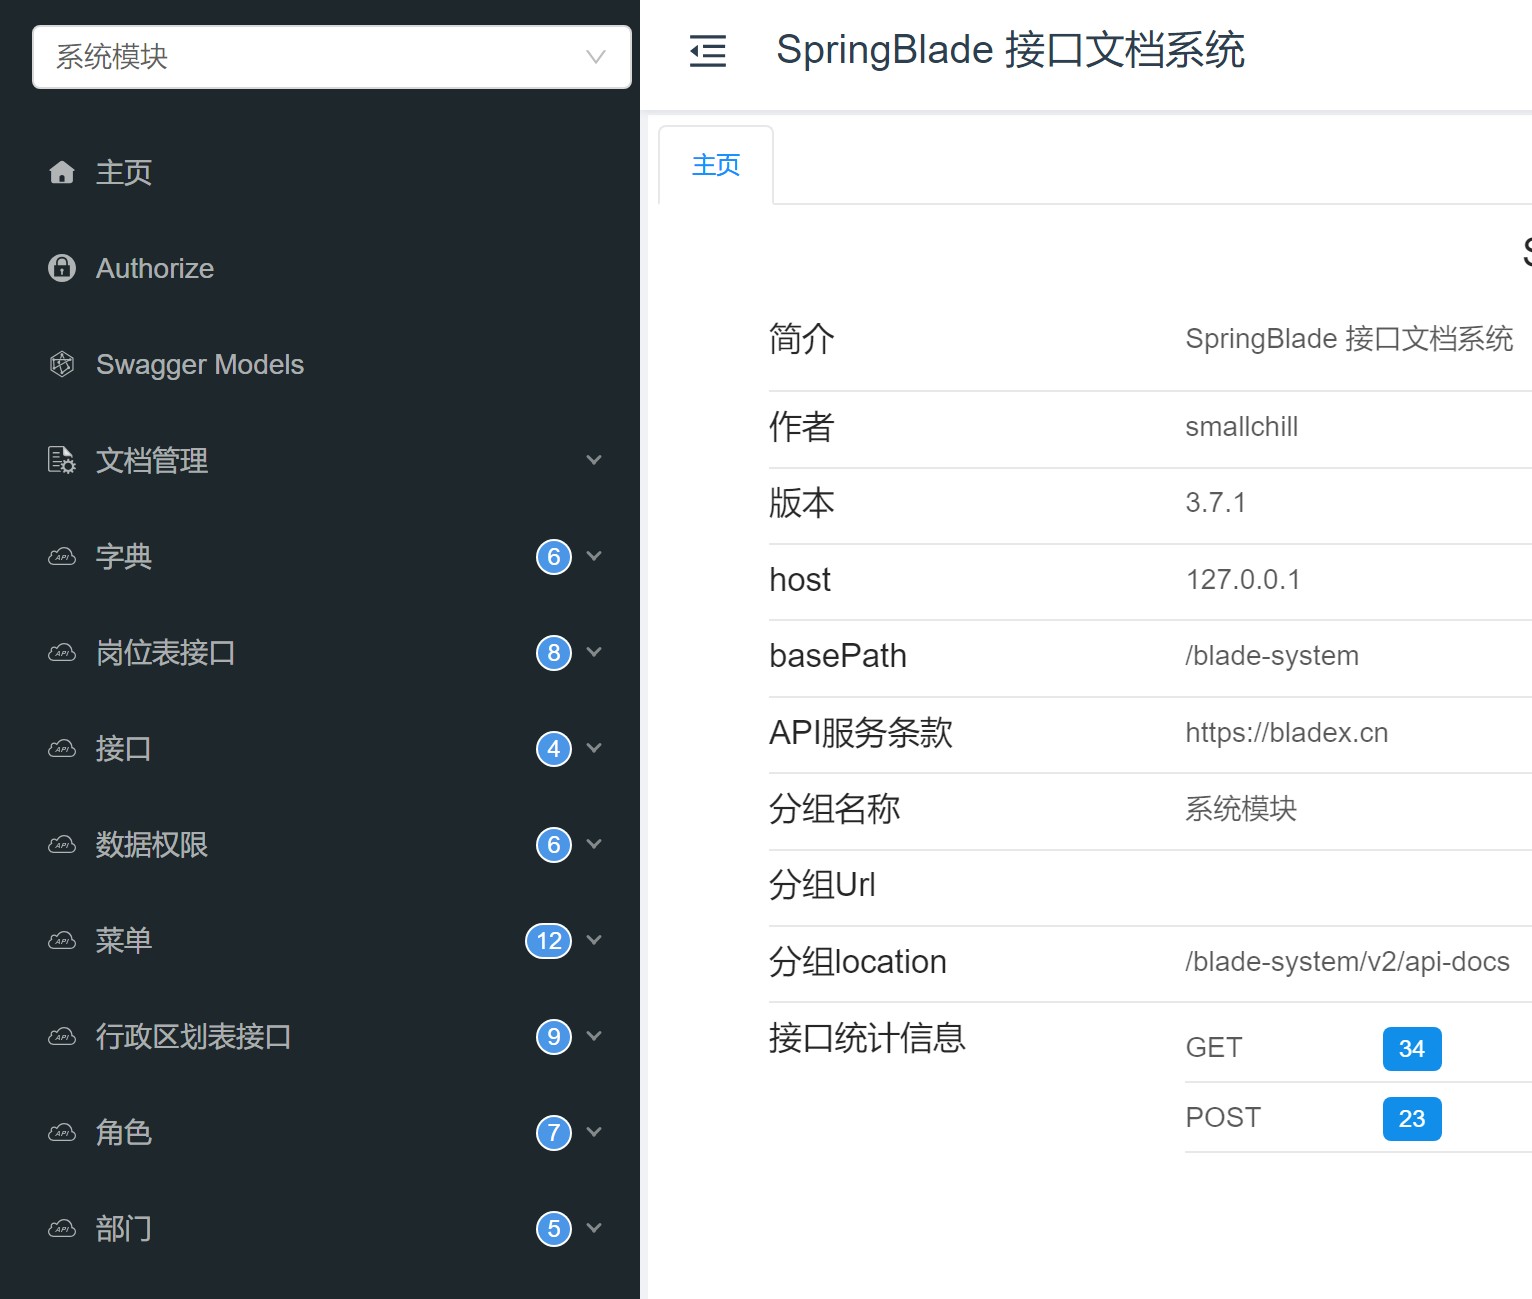 系统模块
主页
Authorize
Swagger Models
文档管理
字典 6
岗位表接口 8
接口 4
数据权限 6
菜单 12
行政区划表接口 9
角色 7
部门 5
SpringBlade 接口文档系统
主页
S
简介 SpringBlade 接口文档系统
作者 smallchill
版本 3.7.1
host 127.0.0.1
basePath /blade-system
API服务条款 https://bladex.cn
分组名称 系统模块
分组Url
分组location /blade-system/v2/api-docs
接口统计信息 GET 34
POST 23